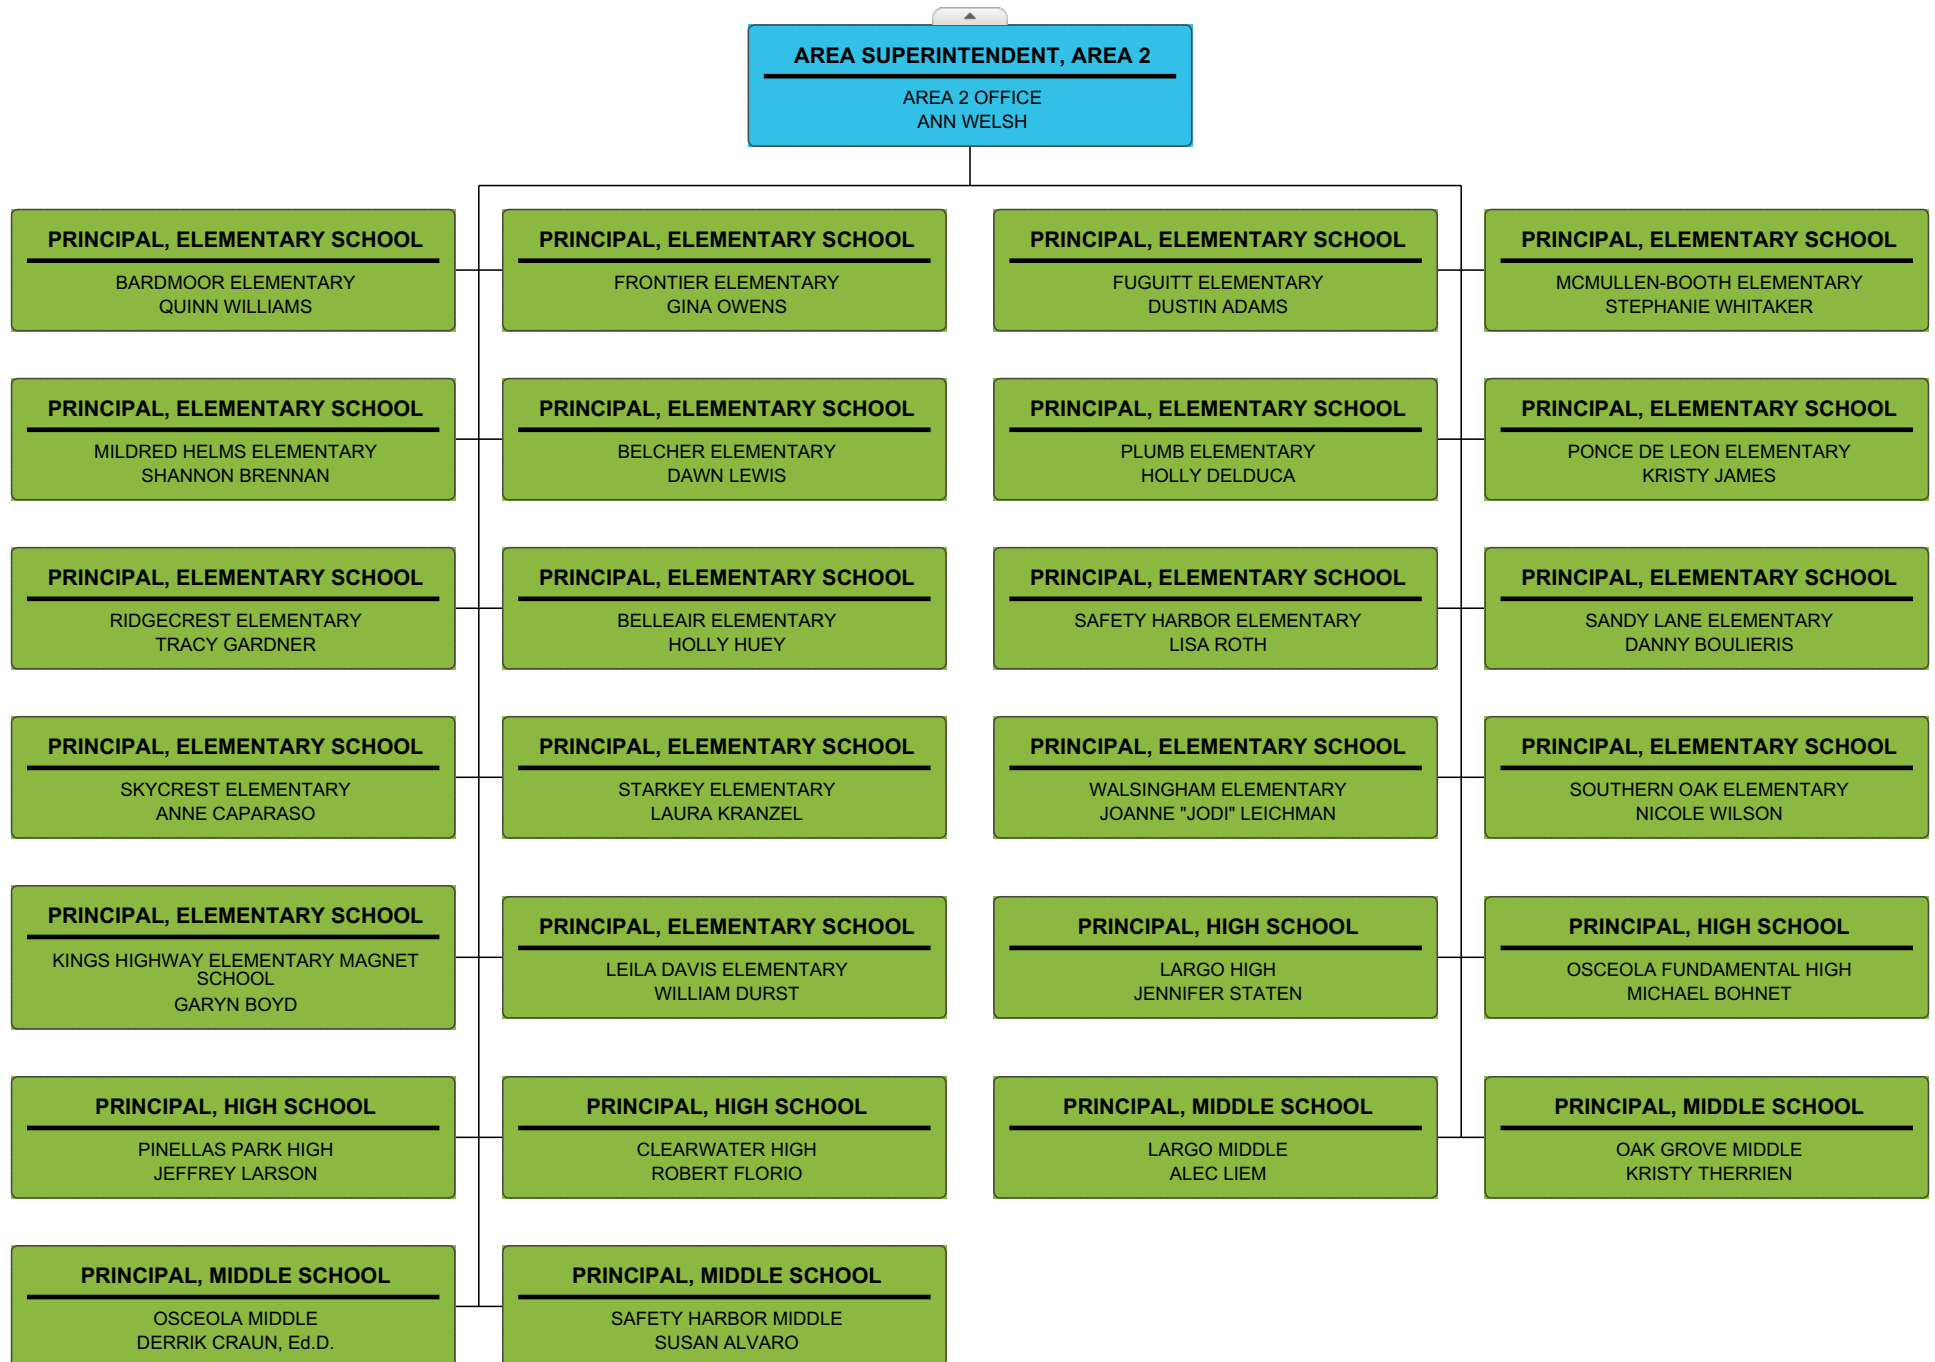 AREA SUPERINTENDENT, AREA 2
AREA 2 OFFICE
ANN WELSH
PRINCIPAL, ELEMENTARY SCHOOL
BARDMOOR ELEMENTARY
QUINN WILLIAMS
PRINCIPAL, ELEMENTARY SCHOOL
FRONTIER ELEMENTARY
GINA OWENS
PRINCIPAL, ELEMENTARY SCHOOL
FUGUITT ELEMENTARY
DUSTIN ADAMS
PRINCIPAL, ELEMENTARY SCHOOL
MCMULLEN-BOOTH ELEMENTARY
STEPHANIE WHITAKER
PRINCIPAL, ELEMENTARY SCHOOL
MILDRED HELMS ELEMENTARY
SHANNON BRENNAN
PRINCIPAL, ELEMENTARY SCHOOL
BELCHER ELEMENTARY
DAWN LEWIS
PRINCIPAL, ELEMENTARY SCHOOL
PLUMB ELEMENTARY
HOLLY DELDUCA
PRINCIPAL, ELEMENTARY SCHOOL
PONCE DE LEON ELEMENTARY
KRISTY JAMES
PRINCIPAL, ELEMENTARY SCHOOL
RIDGECREST ELEMENTARY
TRACY GARDNER
PRINCIPAL, ELEMENTARY SCHOOL
BELLEAIR ELEMENTARY
HOLLY HUEY
PRINCIPAL, ELEMENTARY SCHOOL
SAFETY HARBOR ELEMENTARY
LISA ROTH
PRINCIPAL, ELEMENTARY SCHOOL
SANDY LANE ELEMENTARY
DANNY BOULIERIS
PRINCIPAL, ELEMENTARY SCHOOL
SKYCREST ELEMENTARY
ANNE CAPARASO
PRINCIPAL, ELEMENTARY SCHOOL
STARKEY ELEMENTARY
LAURA KRANZEL
PRINCIPAL, ELEMENTARY SCHOOL
WALSINGHAM ELEMENTARY
JOANNE "JODI" LEICHMAN
PRINCIPAL, ELEMENTARY SCHOOL
SOUTHERN OAK ELEMENTARY
NICOLE WILSON
PRINCIPAL, ELEMENTARY SCHOOL
KINGS HIGHWAY ELEMENTARY MAGNET
SCHOOL
GARYN BOYD
PRINCIPAL, ELEMENTARY SCHOOL
LEILA DAVIS ELEMENTARY
WILLIAM DURST
PRINCIPAL, HIGH SCHOOL
LARGO HIGH
JENNIFER STATEN
PRINCIPAL, HIGH SCHOOL
OSCEOLA FUNDAMENTAL HIGH
MICHAEL BOHNET
PRINCIPAL, HIGH SCHOOL
PINELLAS PARK HIGH
JEFFREY LARSON
PRINCIPAL, HIGH SCHOOL
CLEARWATER HIGH
ROBERT FLORIO
PRINCIPAL, MIDDLE SCHOOL
LARGO MIDDLE
ALEC LIEM
PRINCIPAL, MIDDLE SCHOOL
OAK GROVE MIDDLE
KRISTY THERRIEN
PRINCIPAL, MIDDLE SCHOOL
OSCEOLA MIDDLE
DERRIK CRAUN, Ed.D.
PRINCIPAL, MIDDLE SCHOOL
SAFETY HARBOR MIDDLE
SUSAN ALVARO